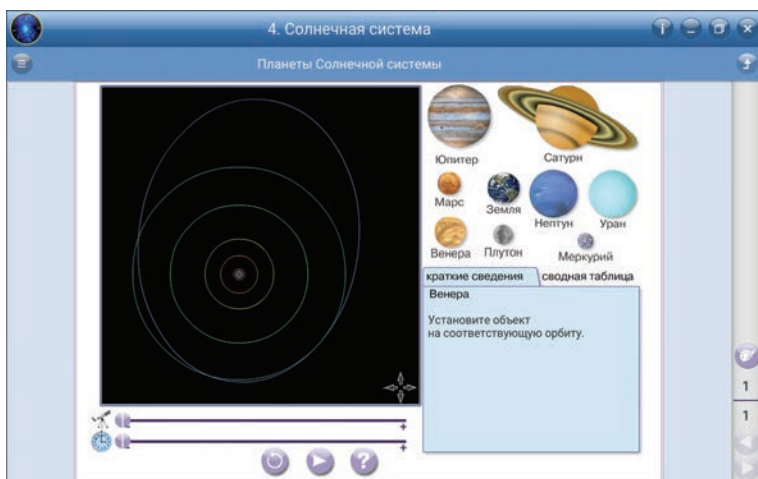 4. Солнечная система
Планеты Солнечной системы
Юпитер
Сатурн
Марс
Земля
Нептун
Уран
Венера
Плутон
Меркурий
краткие сведения
сводная таблица
Венера
Установите объект
на соответствующую орбиту.
1
1